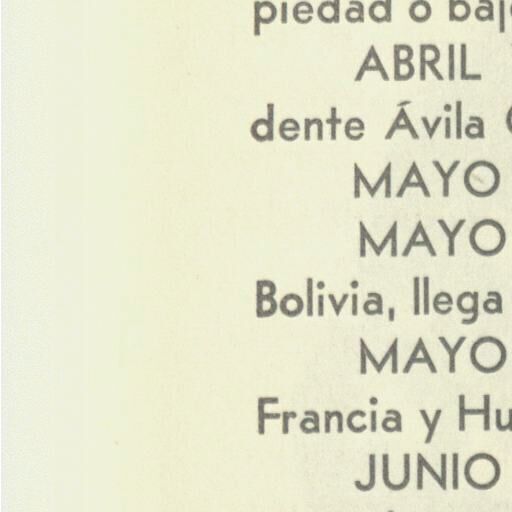 piedad o baj
ABRIL
dente Ávila
MAYO
MAYO
Bolivia, llega
MAYO
Francia y Hu
JUNIO